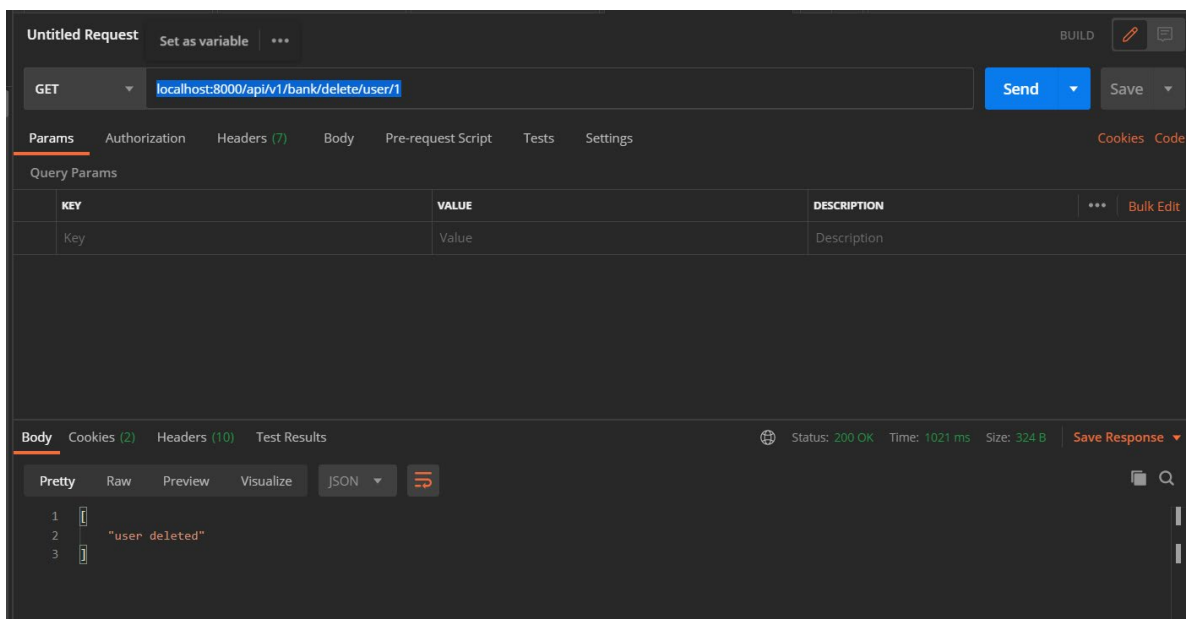 Untitled Request Set as variable ••• BUILD
GET localhost:8000/api/v1/bank/delete/user/1 Send Save
Params Authorization Headers (7) Body Pre-request Script Tests Settings Cookies Code
Query Params
KEY VALUE DESCRIPTION ••• Bulk Edit
Key Value Description
Body Cookies (2) Headers (10) Test Results Status: 200 OK Time: 1021 ms Size: 324 B Save Response
Pretty Raw Preview Visualize JSON
1 [
2 "user deleted"
3 ]